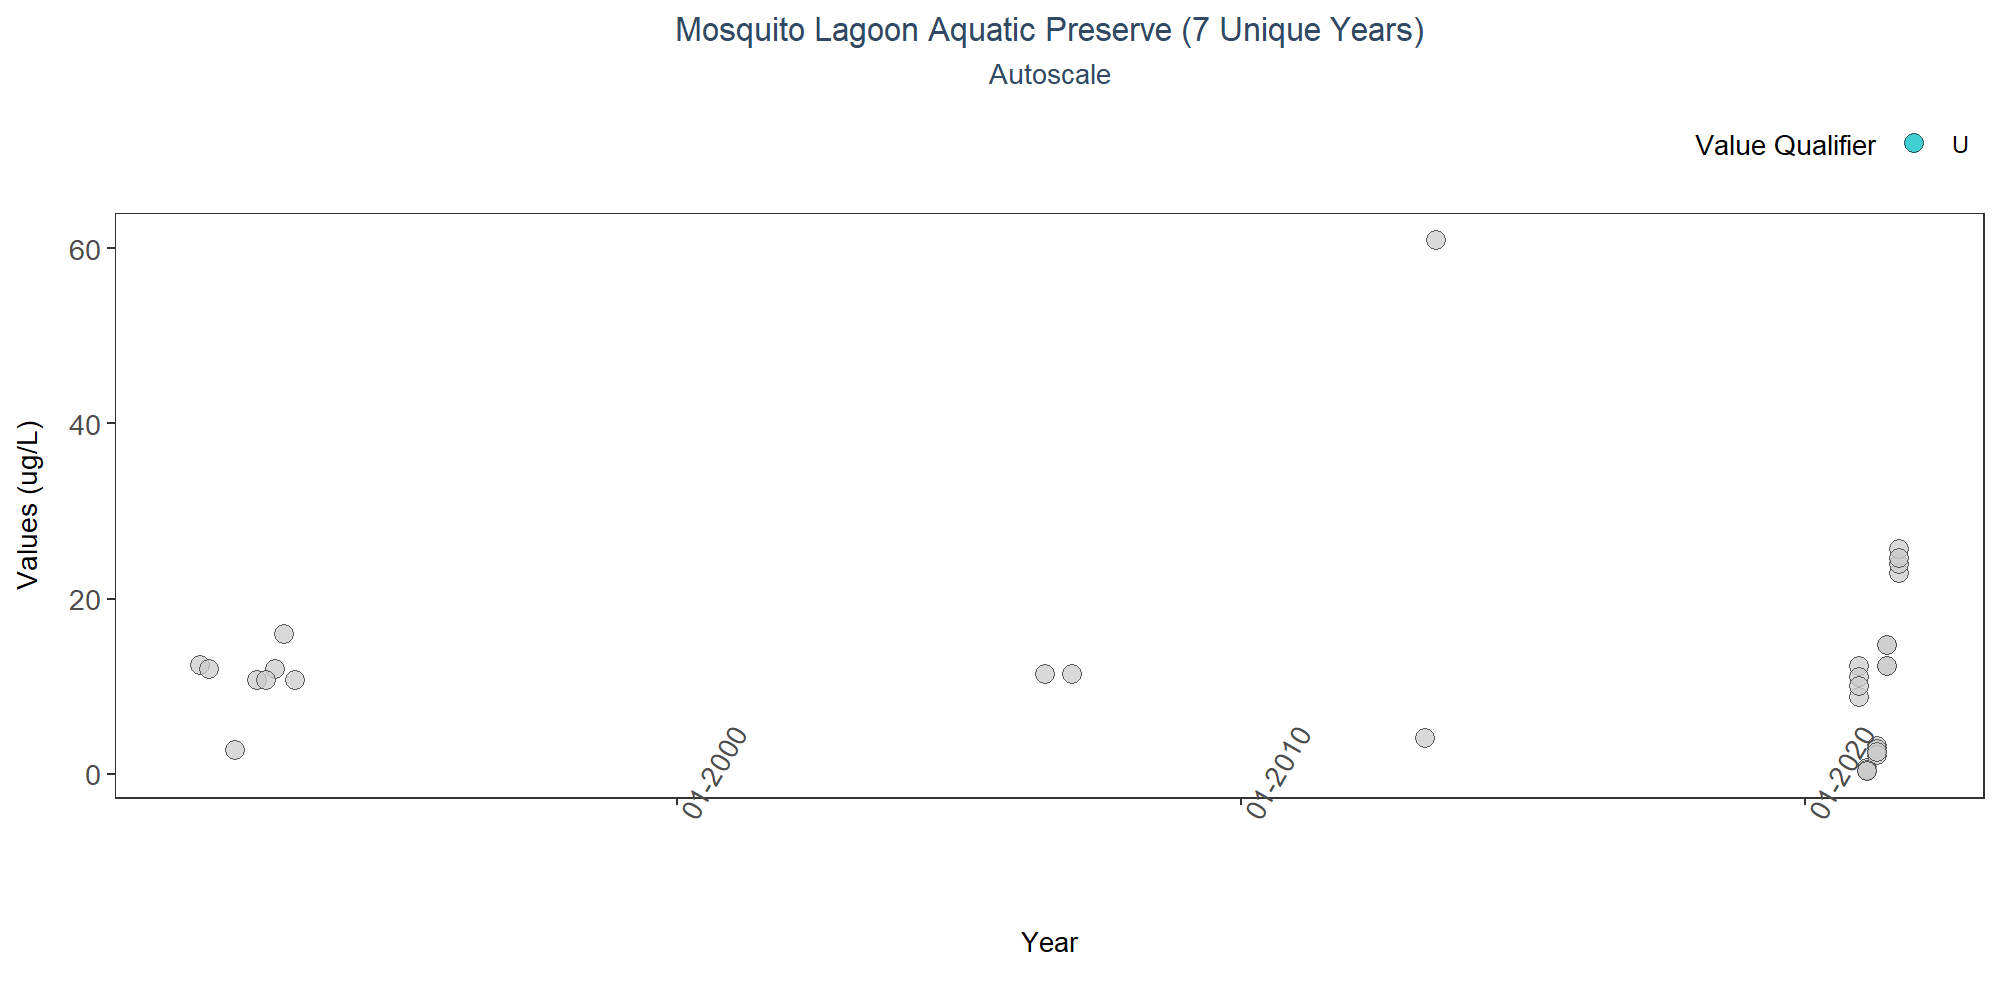 Mosquito Lagoon Aquatic Preserve (7 Unique Years)
Autoscale
Value Qualifier U
Values (ug/L)
60
40
20
0
01-2000
01-2010
01-2020
Year